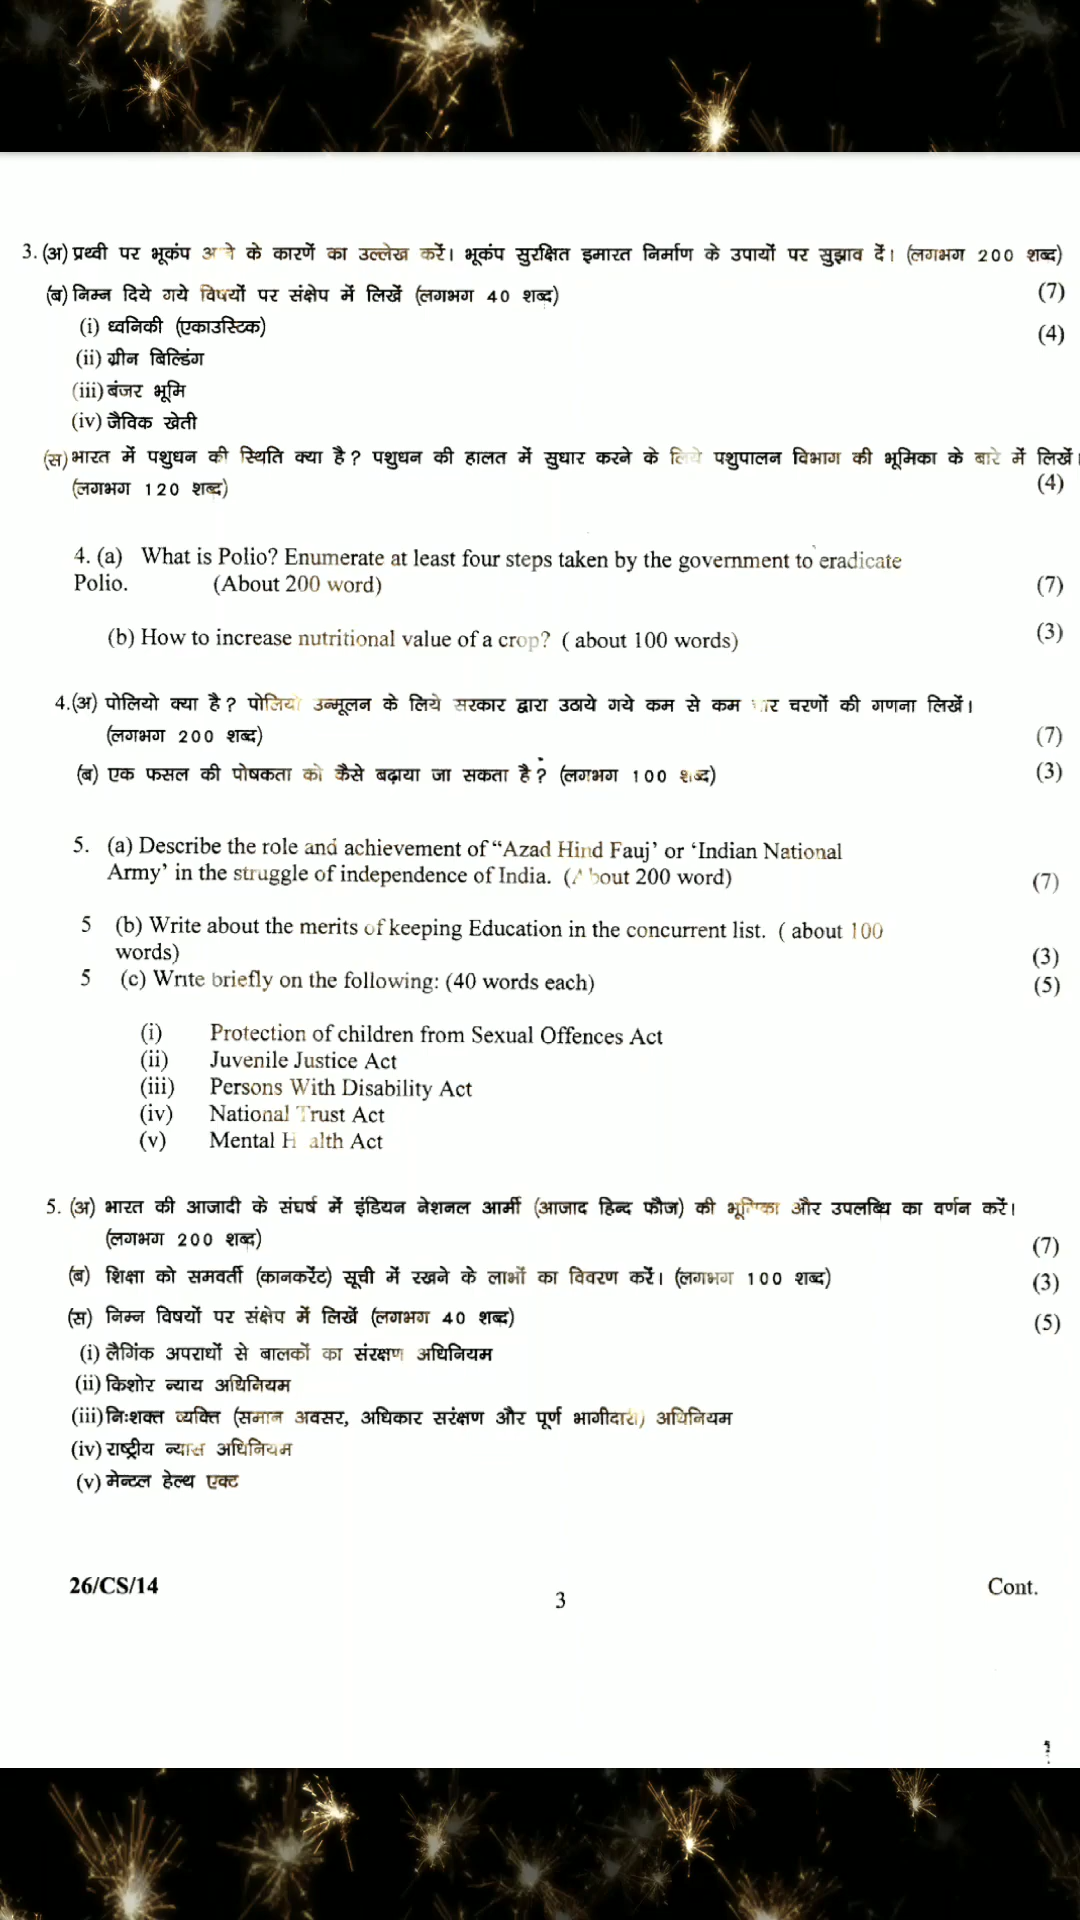 3. (अ) प्रथ्वी पर भूकंप आने के कारणें का उल्लेख करें। भूकंप सुरक्षित इमारत निर्माण के उपायों पर सुझाव दें। (लगभग 200 शब्द)
(7)
(ब) निम्न दिये गये विषयों पर संक्षेप में लिखें (लगभग 40 शब्द)
(4)
(i) ध्वनिकी (एकाउस्टिक)
(ii) ग्रीन बिल्डिंग
(iii) बंजर भूमि
(iv) जैविक खेती
(स) भारत में पशुधन की स्थिति क्या है? पशुधन की हालत में सुधार करने के लिये पशुपालन विभाग की भूमिका के बारे में लिखें।
(लगभग 120 शब्द) (4)
4. (a) What is Polio? Enumerate at least four steps taken by the government to eradicate
Polio. (About 200 word) (7)
(b) How to increase nutritional value of a crop? ( about 100 words) (3)
4.(अ) पोलियो क्या है? पोलियो उन्मूलन के लिये सरकार द्वारा उठाये गये कम से कम चार चरणों की गणना लिखें।
(लगभग 200 शब्द) (7)
(ब) एक फसल की पोषकता को कैसे बढ़ाया जा सकता है? (लगभग 100 शब्द) (3)
5. (a) Describe the role and achievement of “Azad Hind Fauj’ or ‘Indian National
Army’ in the struggle of independence of India. (About 200 word) (7)
5 (b) Write about the merits of keeping Education in the concurrent list. ( about 100
words) (3)
5 (c) Write briefly on the following: (40 words each) (5)
(i) Protection of children from Sexual Offences Act
(ii) Juvenile Justice Act
(iii) Persons With Disability Act
(iv) National Trust Act
(v) Mental Health Act
5. (अ) भारत की आजादी के संघर्ष में इंडियन नेशनल आर्मी (आजाद हिन्द फौज) की भूमिका और उपलब्धि का वर्णन करें।
(लगभग 200 शब्द) (7)
(ब) शिक्षा को समवर्ती (कानकरेंट) सूची में रखने के लाभों का विवरण करें। (लगभग 100 शब्द) (3)
(स) निम्न विषयों पर संक्षेप में लिखें (लगभग 40 शब्द) (5)
(i) लैगिंक अपराधों से बालकों का संरक्षण अधिनियम
(ii) किशोर न्याय अधिनियम
(iii) निःशक्त व्यक्ति (समान अवसर, अधिकार सरंक्षण और पूर्ण भागीदारी) अधिनियम
(iv) राष्ट्रीय न्यास अधिनियम
(v) मेन्टल हेल्थ एक्ट
26/CS/14 3 Cont.